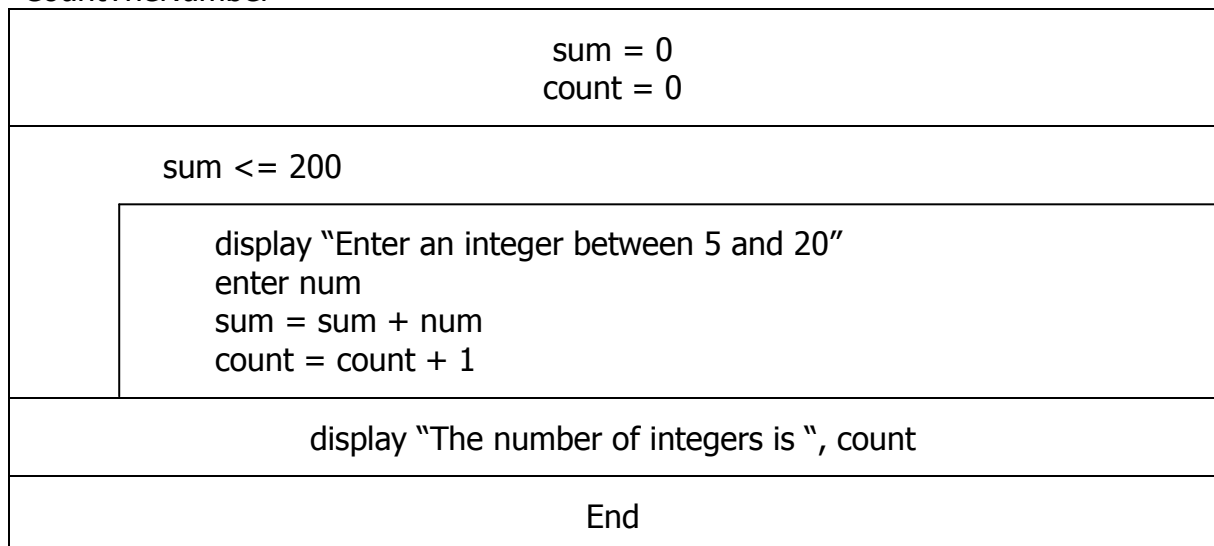 sum = 0
count = 0
sum <= 200
display “Enter an integer between 5 and 20”
enter num
sum = sum + num
count = count + 1
display “The number of integers is “, count
End